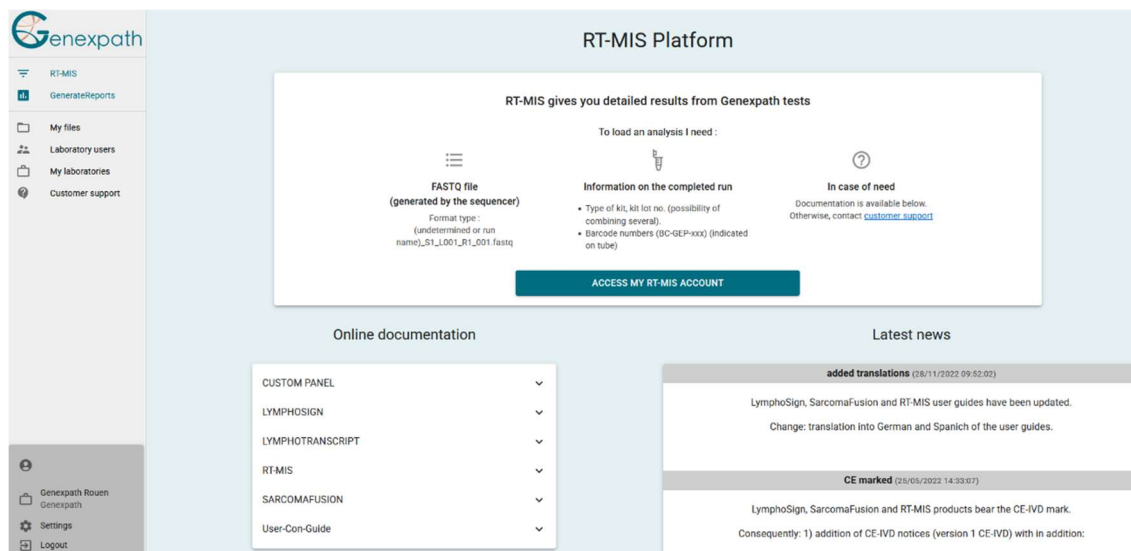 Genexpath
RT-MIS
GenerateReports
My files
Laboratory users
My laboratories
Customer support
Genexpath Rouen
Genexpath
Settings
Logout
RT-MIS Platform
RT-MIS gives you detailed results from Genexpath tests
To load an analysis I need :
FASTQ file
(generated by the sequencer)
Format type :
(undetermined or run
name)_S1_L001_R1_001.fastq
Information on the completed run
• Type of kit, kit lot no. (possibility of
combining several).
• Barcode numbers (BC-GEP-xxx) (indicated
on tube)
In case of need
Documentation is available below.
Otherwise, contact customer support
ACCESS MY RT-MIS ACCOUNT
Online documentation
CUSTOM PANEL
LYMPHOSIGN
LYMPHOTRANSCRIPT
RT-MIS
SARCOMAFUSION
User-Con-Guide
Latest news
added translations (28/11/2022 09:52:02)
LymphoSign, SarcomaFusion and RT-MIS user guides have been updated.
Change: translation into German and Spanich of the user guides.
CE marked (25/05/2022 14:33:07)
LymphoSign, SarcomaFusion and RT-MIS products bear the CE-IVD mark.
Consequently: 1) addition of CE-IVD notices (version 1 CE-IVD) with in addition: